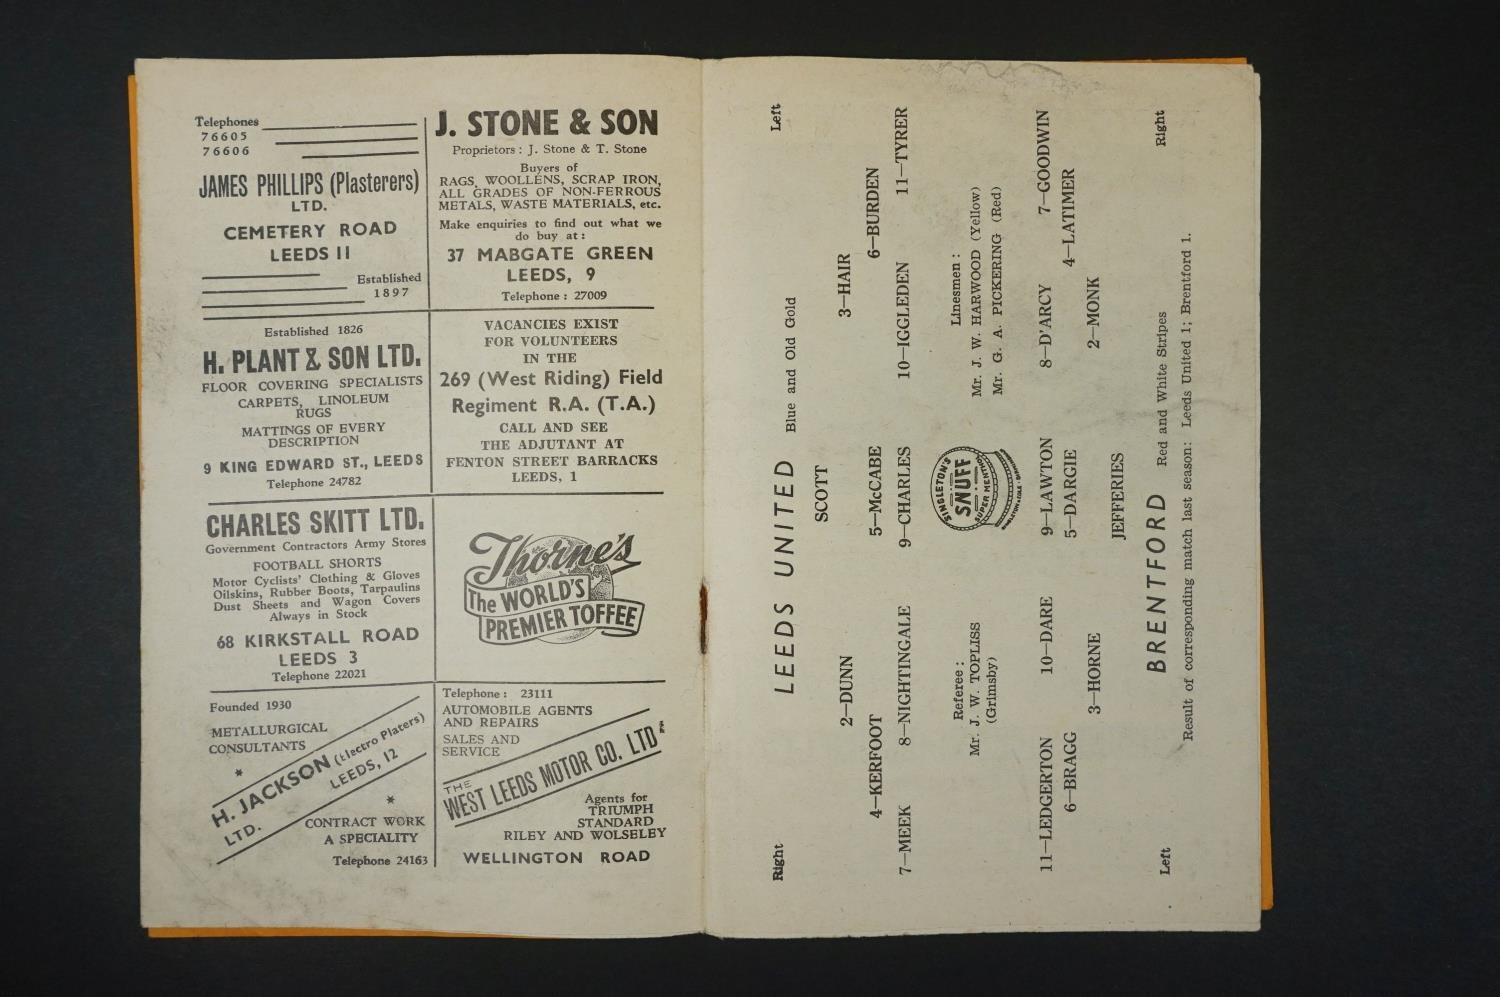 Telephones
76605
76606
JAMES PHILLIPS (Plasterers)
LTD.
CEMETERY ROAD
LEEDS 11
Established
1897
J. STONE & SON
Proprietors : J. Stone & T. Stone
Buyers of
RAGS, WOOLLENS, SCRAP IRON,
ALL GRADES OF NON-FERROUS
METALS, WASTE MATERIALS, etc.
Make enquiries to find out what we
do buy at :
37 MABGATE GREEN
LEEDS, 9
Telephone : 27009
Established 1826
H. PLANT & SON LTD.
FLOOR COVERING SPECIALISTS
CARPETS, LINOLEUM
RUGS
MATTINGS OF EVERY
DESCRIPTION
9 KING EDWARD ST., LEEDS
Telephone 24782
VACANCIES EXIST
FOR VOLUNTEERS
IN THE
269 (West Riding) Field
Regiment R.A. (T.A.)
CALL AND SEE
THE ADJUTANT AT
FENTON STREET BARRACKS
LEEDS, 1
CHARLES SKITT LTD.
Government Contractors Army Stores
FOOTBALL SHORTS
Motor Cyclists' Clothing & Gloves
Oilskins, Rubber Boots, Tarpaulins
Dust Sheets and Wagon Covers
Always in Stock
68 KIRKSTALL ROAD
LEEDS 3
Telephone 22021
Thorne's
The WORLD'S
PREMIER TOFFEE
Founded 1930
METALLURGICAL
CONSULTANTS
*
H. JACKSON (Electro Platers)
LTD. LEEDS, 12
*
CONTRACT WORK
A SPECIALITY
Telephone 24163
Telephone : 23111
AUTOMOBILE AGENTS
AND REPAIRS
SALES AND
SERVICE
THE
WEST LEEDS MOTOR CO. LTD
Agents for
TRIUMPH
STANDARD
RILEY AND WOLSELEY
WELLINGTON ROAD
Right LEEDS UNITED Blue and Old Gold Left
SCOTT
2—DUNN 3—HAIR
4—KERFOOT 5—McCABE 6—BURDEN
7—MEEK 8—NIGHTINGALE 9—CHARLES 10—IGGLEDEN 11—TYRER
Referee : Linesmen :
Mr. J. W. TOPLISS Mr. J. W. HARWOOD (Yellow)
(Grimsby) Mr. G. A. PICKERING (Red)
SINGLETON'S
SNUFF
SUPER MENTHOL
11—LEDGERTON 10—DARE 9—LAWTON 8—D'ARCY 7—GOODWIN
6—BRAGG 5—DARGIE 4—LATIMER
3—HORNE 2—MONK
JEFFERIES
Left BRENTFORD Red and White Stripes Right
Result of corresponding match last season: Leeds United 1; Brentford 1.